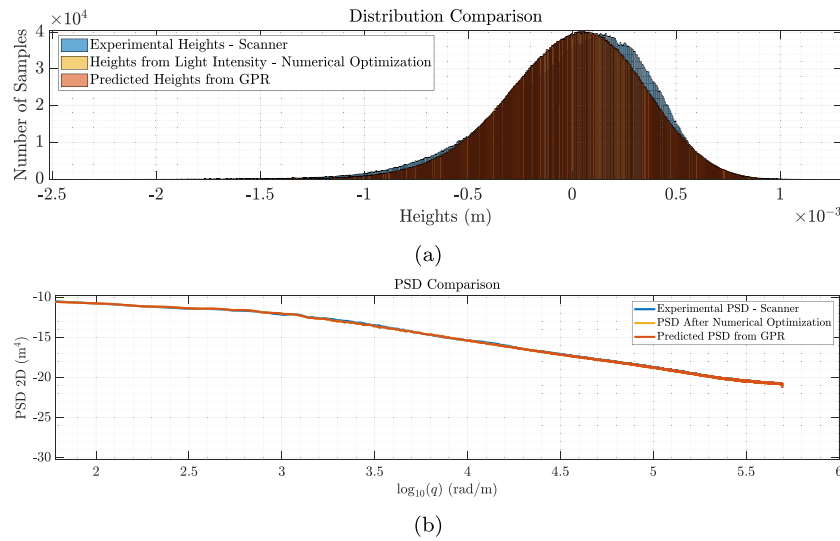 Distribution Comparison
×10⁴
Number of Samples
4
3
2
1
0
Experimental Heights - Scanner
Heights from Light Intensity - Numerical Optimization
Predicted Heights from GPR
-2.5 -2 -1.5 -1 -0.5 0 0.5 1
×10⁻³
Heights (m)
(a)
PSD Comparison
PSD 2D (m⁴)
-10
-15
-20
-25
-30
Experimental PSD - Scanner
PSD After Numerical Optimization
Predicted PSD from GPR
2 2.5 3 3.5 4 4.5 5 5.5 6
log₁₀(q) (rad/m)
(b)